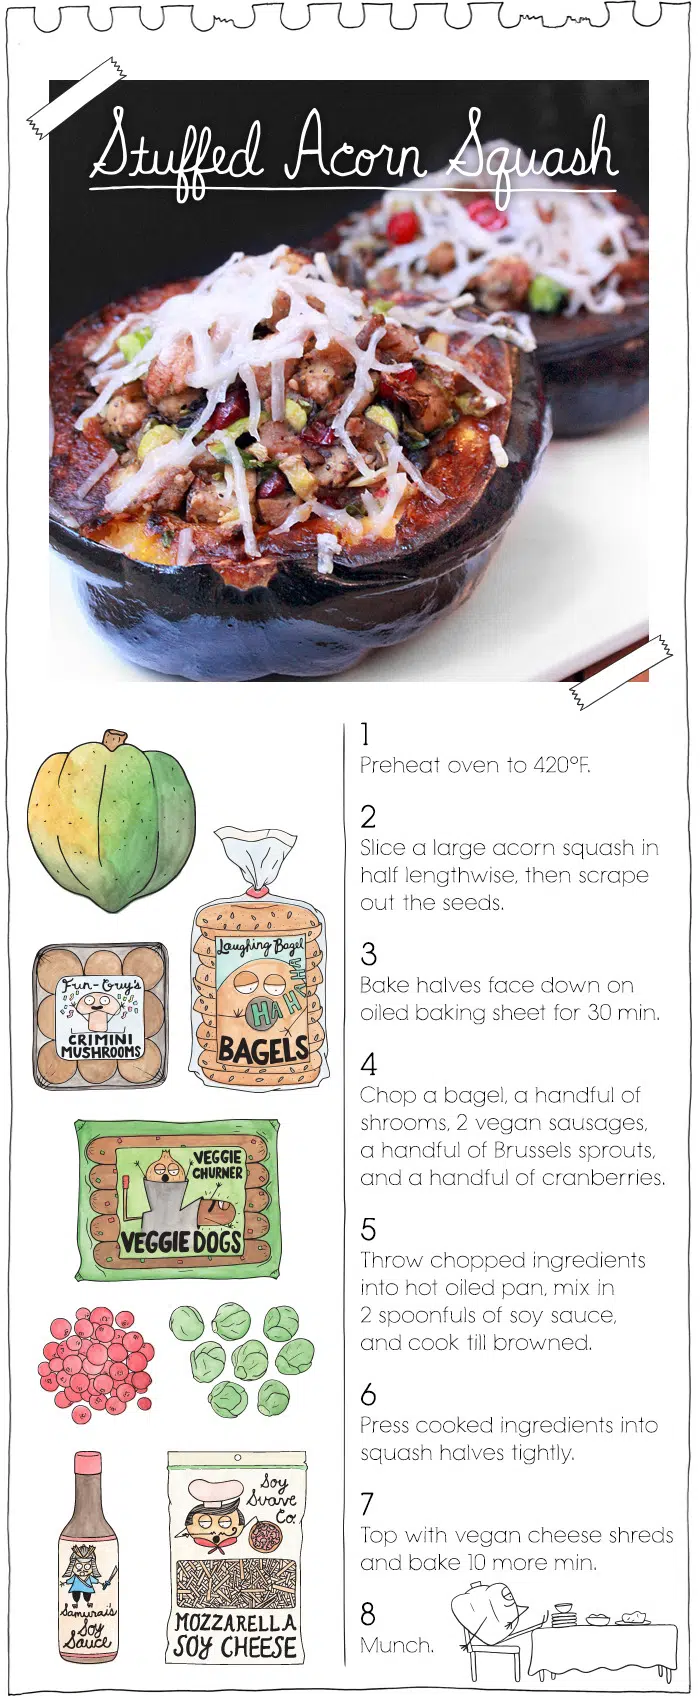 Stuffed Acorn Squash
1
Preheat oven to 420°F.
2
Slice a large acorn squash in
half lengthwise, then scrape
out the seeds.
3
Bake halves face down on
oiled baking sheet for 30 min.
4
Chop a bagel, a handful of
shrooms, 2 vegan sausages,
a handful of Brussels sprouts,
and a handful of cranberries.
5
Throw chopped ingredients
into hot oiled pan, mix in
2 spoonfuls of soy sauce,
and cook till browned.
6
Press cooked ingredients into
squash halves tightly.
7
Top with vegan cheese shreds
and bake 10 more min.
8
Munch.
Laughing Bagel
HA HA HAHA
BAGELS
Fun-Guy's
CRIMINI
MUSHROOMS
VEGGIE
CHURNER
VEGGIE DOGS
Samurai's
Soy
Sauce
Soy
Suave
Co.
MOZZARELLA
SOY CHEESE